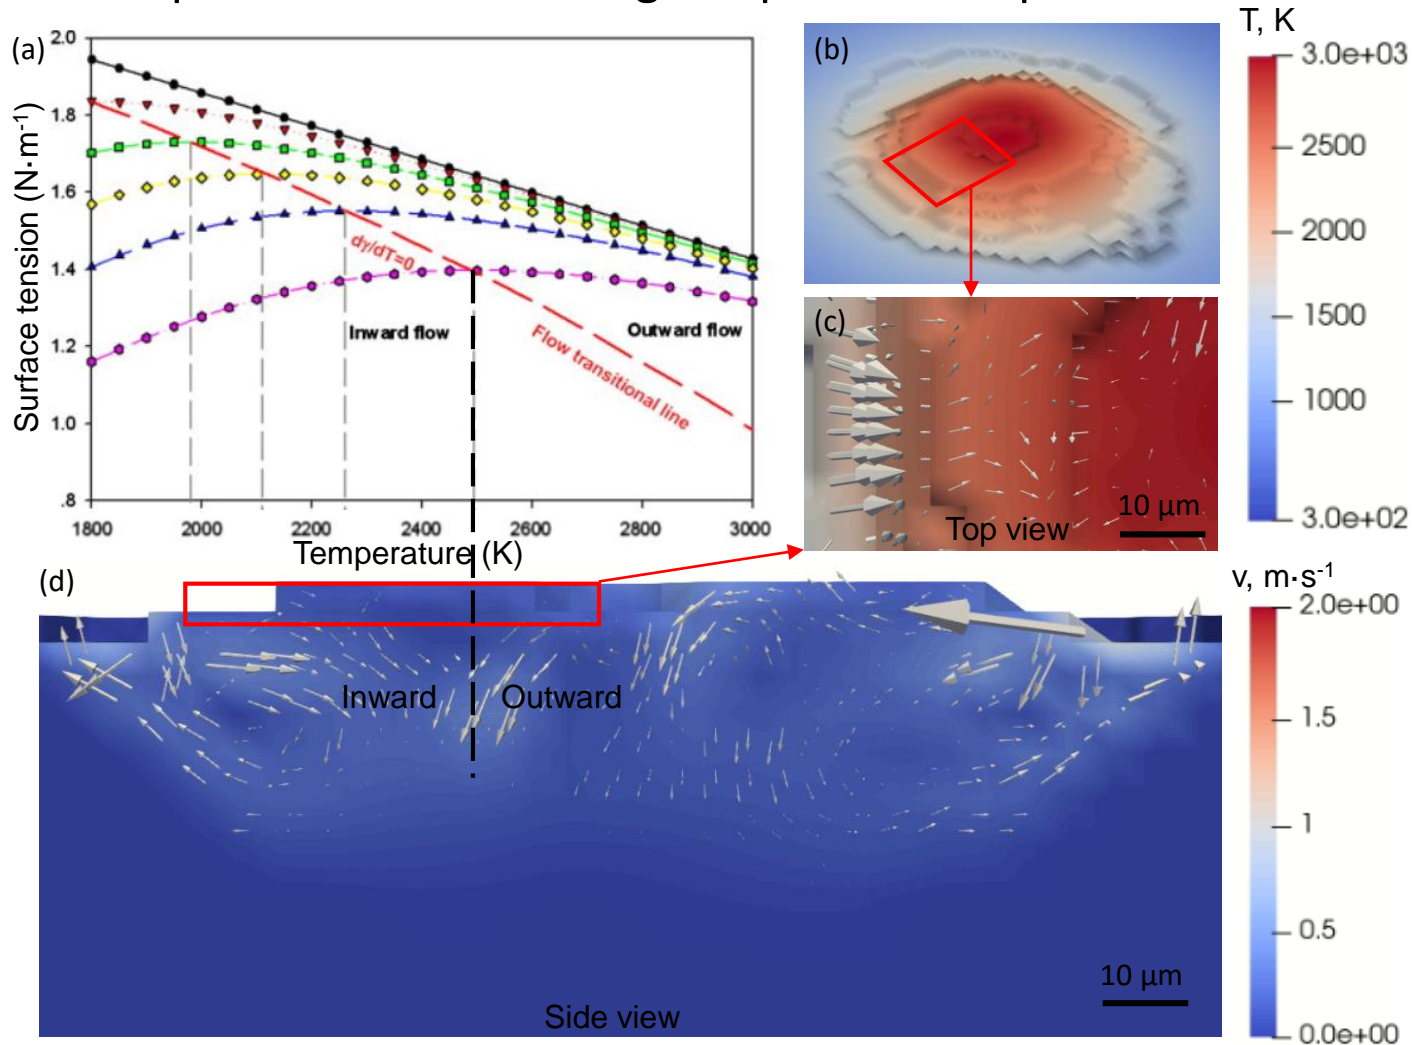 (a)
2.0
1.8
1.6
1.4
1.2
1.0
.8
Surface tension (N·m-1)
dγ/dT=0
Inward flow
Outward flow
Flow transitional line
1800 2000 2200 2400 2600 2800 3000
Temperature (K)
(b)
T, K
3.0e+03
2500
2000
1500
1000
3.0e+02
(c)
Top view
10 μm
(d)
Inward
Outward
10 μm
Side view
v, m·s-1
2.0e+00
1.5
1
0.5
0.0e+00